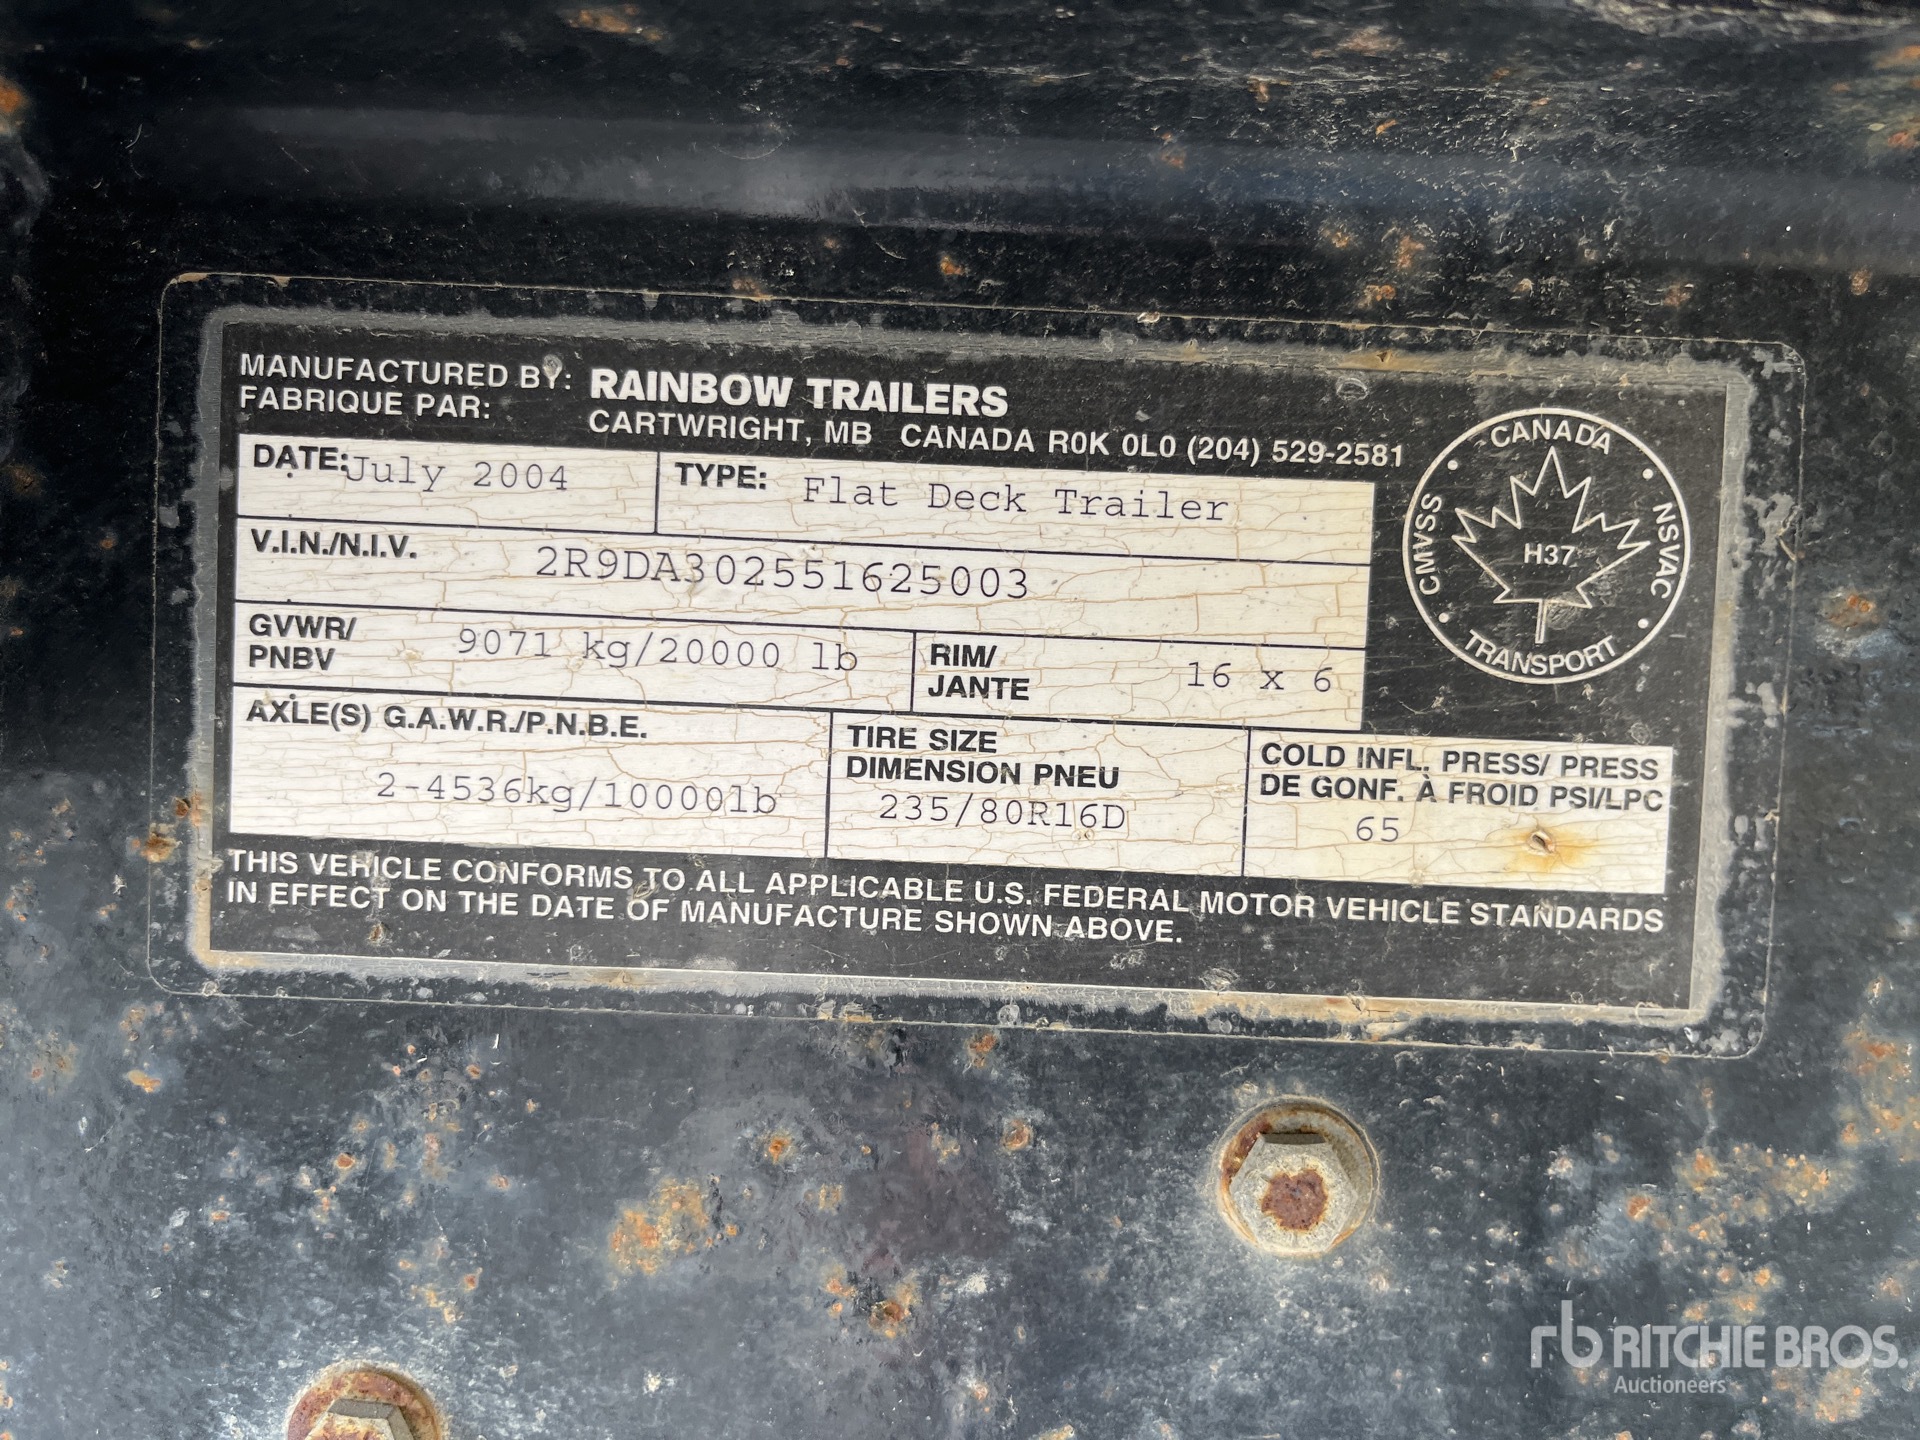 MANUFACTURED BY: RAINBOW TRAILERS
FABRIQUE PAR: CARTWRIGHT, MB CANADA R0K 0L0 (204) 529-2581
DATE: July 2004 TYPE: Flat Deck Trailer
V.I.N./N.I.V. 2R9DA302551625003
GVWR/
PNBV 9071 kg/20000 lb
RIM/
JANTE 16 x 6
AXLE(S) G.A.W.R./P.N.B.E.
2-4536kg/10000lb
TIRE SIZE
DIMENSION PNEU
235/80R16D
COLD INFL. PRESS/ PRESS
DE GONF. À FROID PSI/LPC
65
THIS VEHICLE CONFORMS TO ALL APPLICABLE U.S. FEDERAL MOTOR VEHICLE STANDARDS
IN EFFECT ON THE DATE OF MANUFACTURE SHOWN ABOVE.
CANADA
CMVSS
H37
NSVAC
TRANSPORT
rb RITCHIE BROS.
Auctioneers